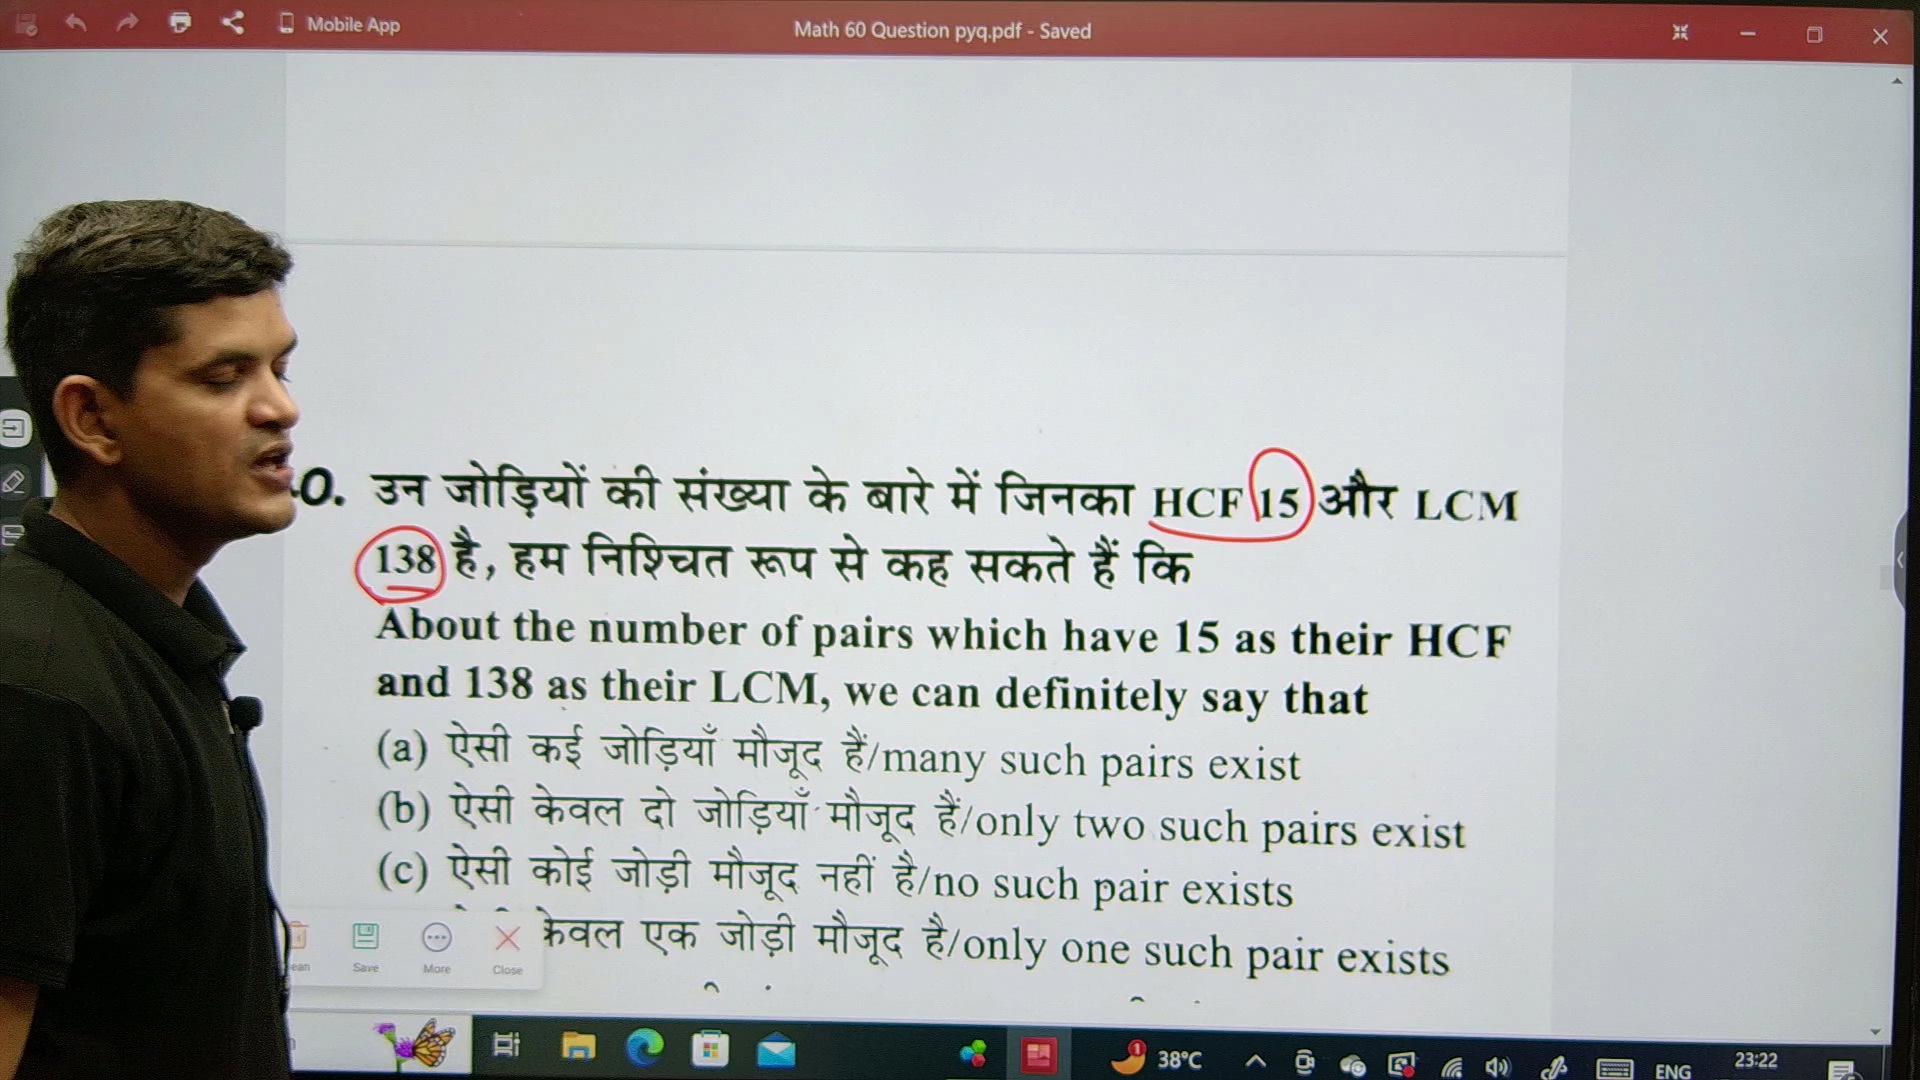 Mobile App
Math 60 Question pyq.pdf - Saved
0. उन जोड़ियों की संख्या के बारे में जिनका HCF 15 और LCM
138 है, हम निश्चित रूप से कह सकते हैं कि
About the number of pairs which have 15 as their HCF
and 138 as their LCM, we can definitely say that
(a) ऐसी कई जोड़ियाँ मौजूद हैं/many such pairs exist
(b) ऐसी केवल दो जोड़ियाँ मौजूद हैं/only two such pairs exist
(c) ऐसी कोई जोड़ी मौजूद नहीं है/no such pair exists
केवल एक जोड़ी मौजूद है/only one such pair exists
Save More Close
1 38°C ENG 23:22